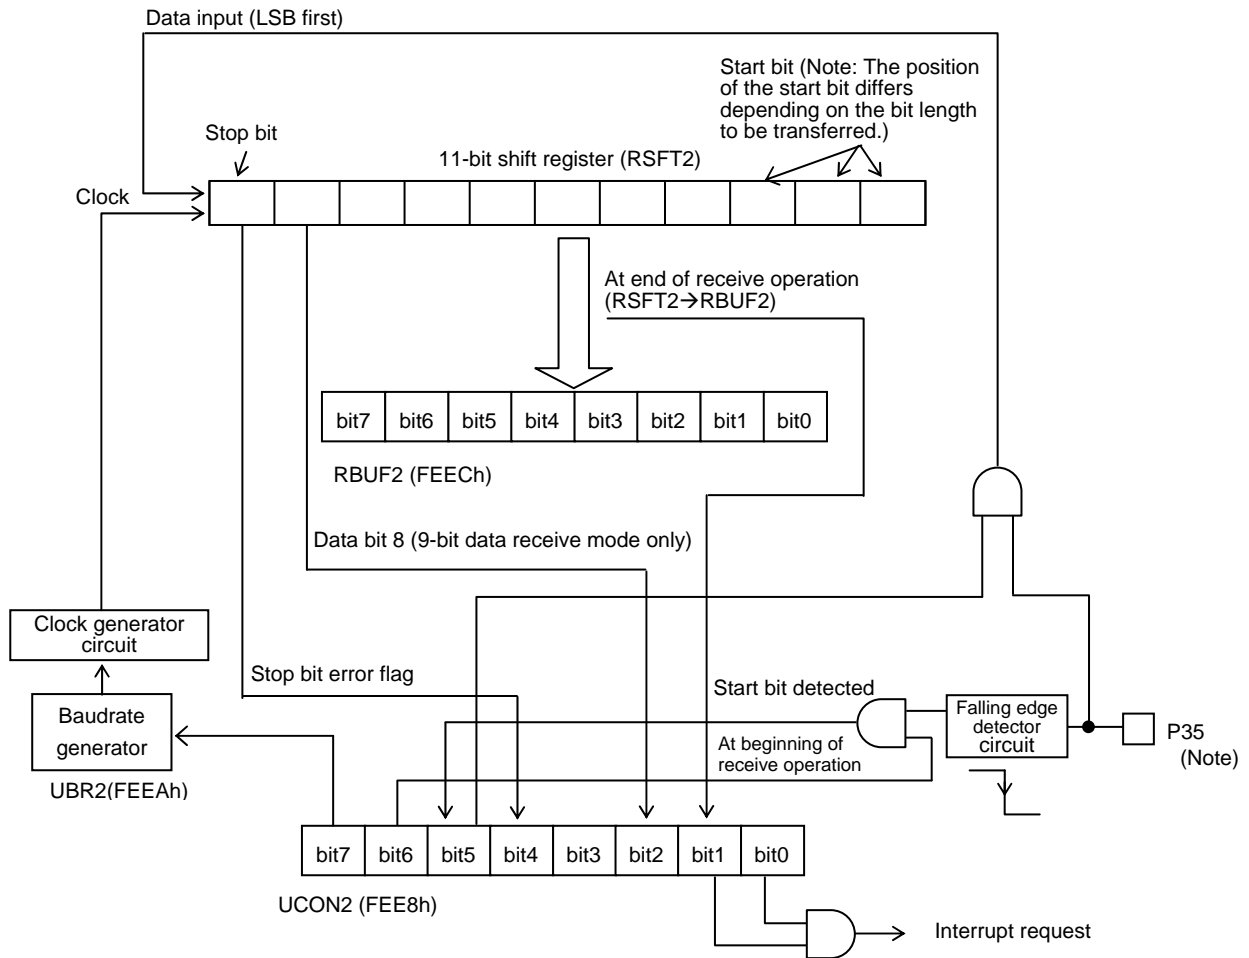 Data input (LSB first)
Start bit (Note: The position
of the start bit differs
depending on the bit length
to be transferred.)
Stop bit
11-bit shift register (RSFT2)
Clock
At end of receive operation
(RSFT2→RBUF2)
bit7 bit6 bit5 bit4 bit3 bit2 bit1 bit0
RBUF2 (FEECh)
Data bit 8 (9-bit data receive mode only)
Clock generator
circuit
Stop bit error flag
Start bit detected
Baudrate
generator
Falling edge
detector
circuit
P35
(Note)
At beginning of
receive operation
UBR2(FEEAh)
bit7 bit6 bit5 bit4 bit3 bit2 bit1 bit0
UCON2 (FEE8h)
Interrupt request